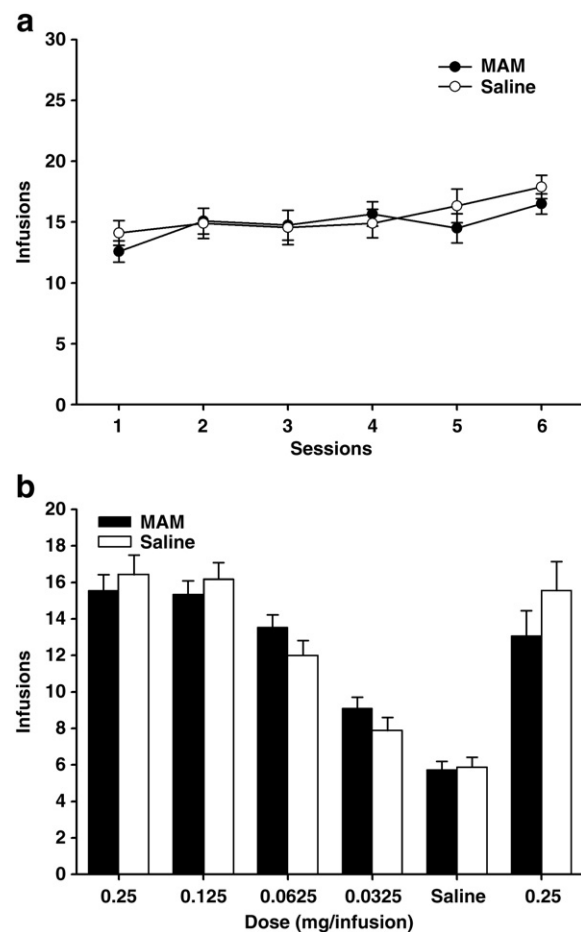 a
30
25
20
15
10
5
0
Infusions
MAM
Saline
1 2 3 4 5 6
Sessions
b
20
18
16
14
12
10
8
6
4
2
0
Infusions
MAM
Saline
0.25 0.125 0.0625 0.0325 Saline 0.25
Dose (mg/infusion)